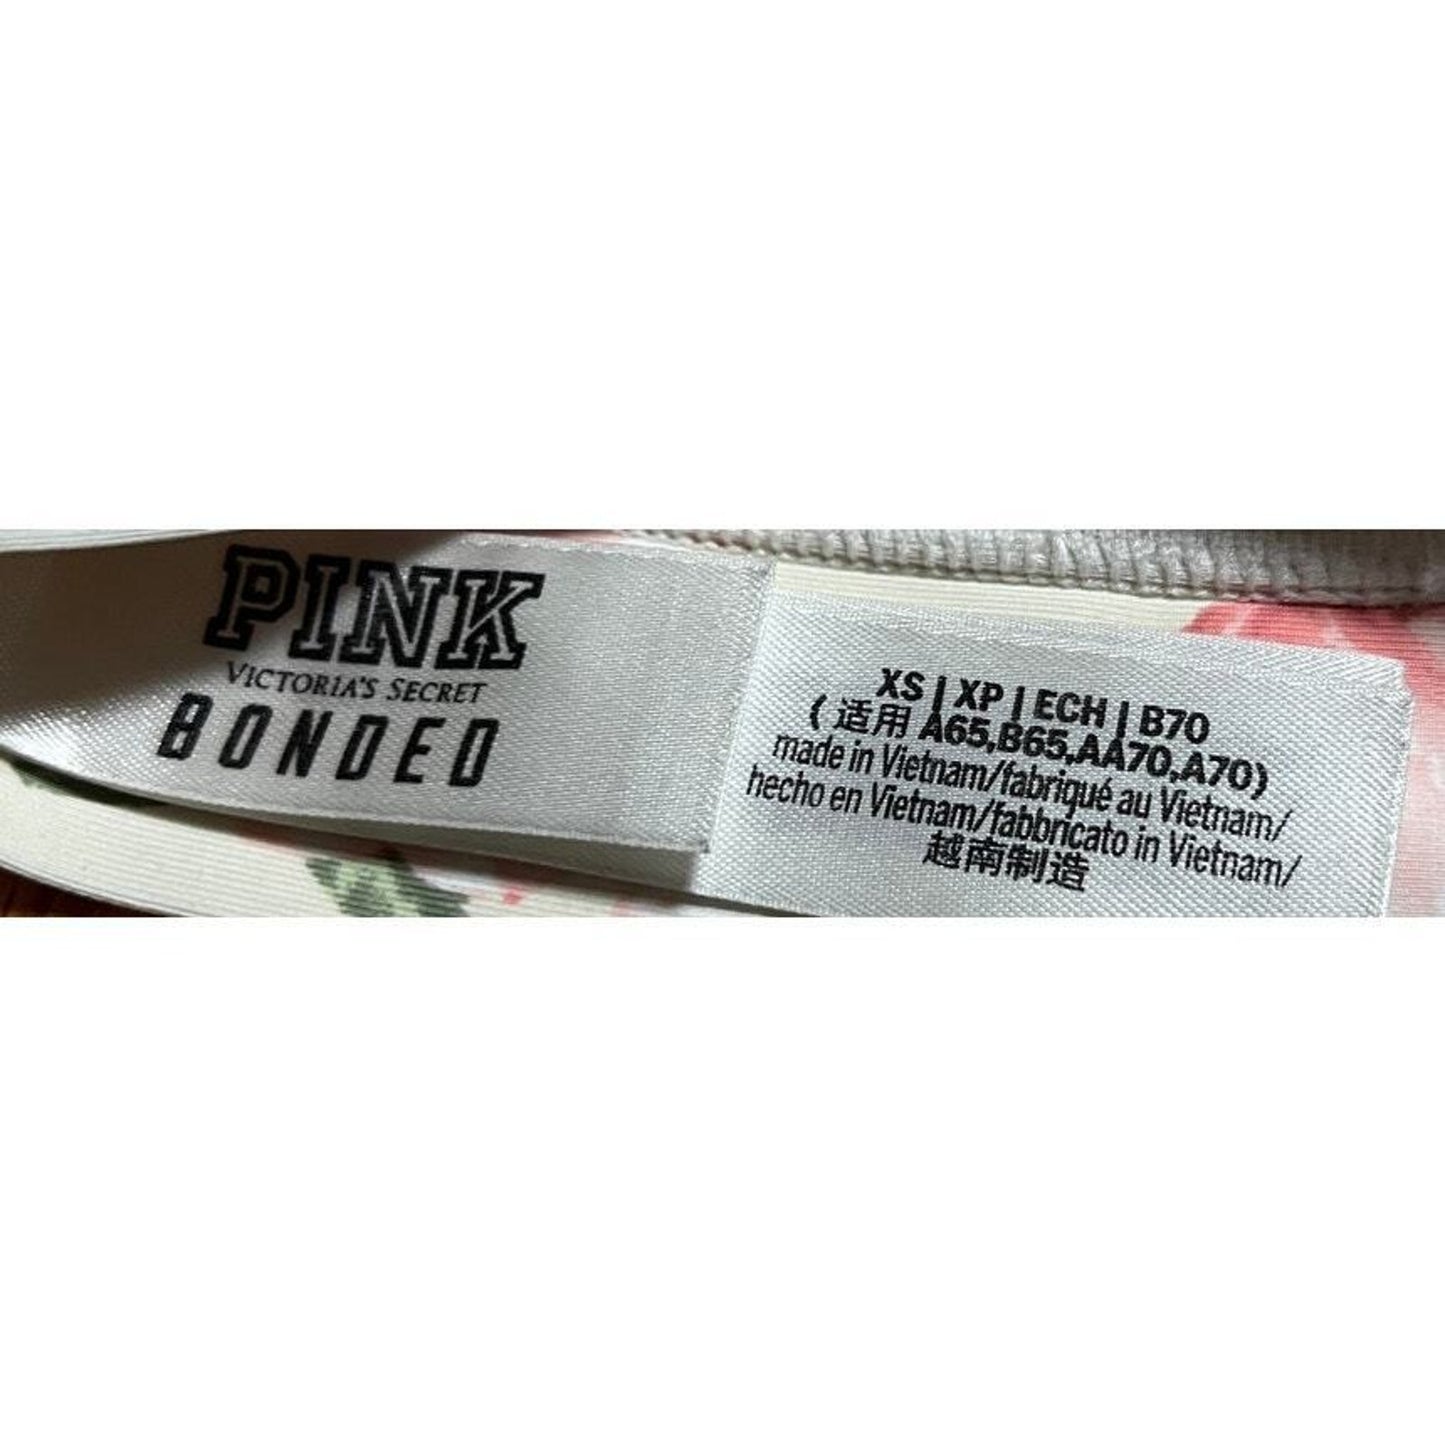 PINK
VICTORIA'S SECRET
BONDED
XS | XP | ECH | B70
( 适用 A65,B65,AA70,A70)
made in Vietnam/fabriqué au Vietnam/
hecho en Vietnam/fabbricato in Vietnam/
越南制造